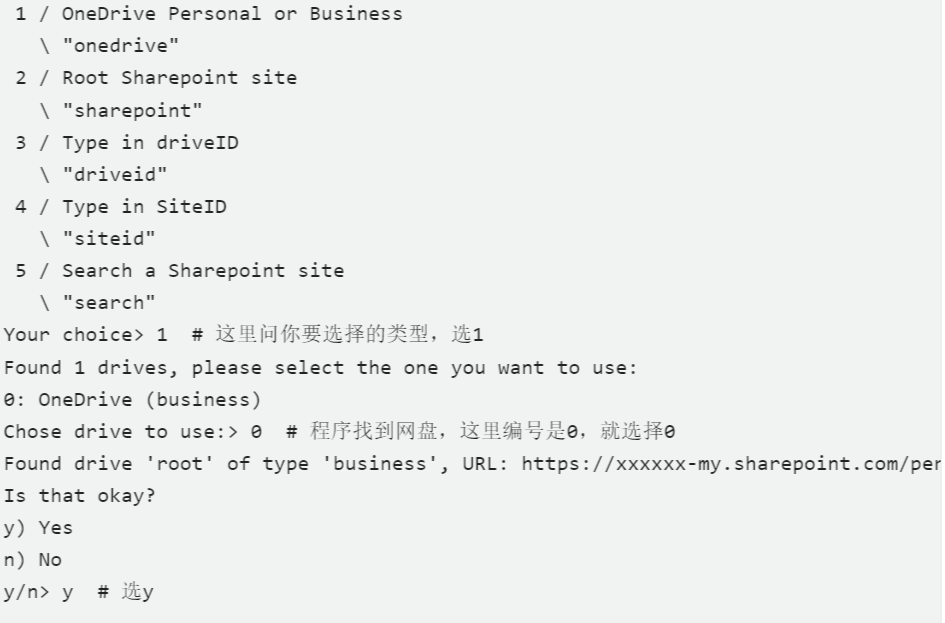 1 / OneDrive Personal or Business
\ "onedrive"
2 / Root Sharepoint site
\ "sharepoint"
3 / Type in driveID
\ "driveid"
4 / Type in SiteID
\ "siteid"
5 / Search a Sharepoint site
\ "search"
Your choice> 1  # 这里问你要选择的类型，选1
Found 1 drives, please select the one you want to use:
0: OneDrive (business)
Chose drive to use:> 0  # 程序找到网盘，这里编号是0，就选择0
Found drive 'root' of type 'business', URL: https://xxxxxx-my.sharepoint.com/per
Is that okay?
y) Yes
n) No
y/n> y  # 选y